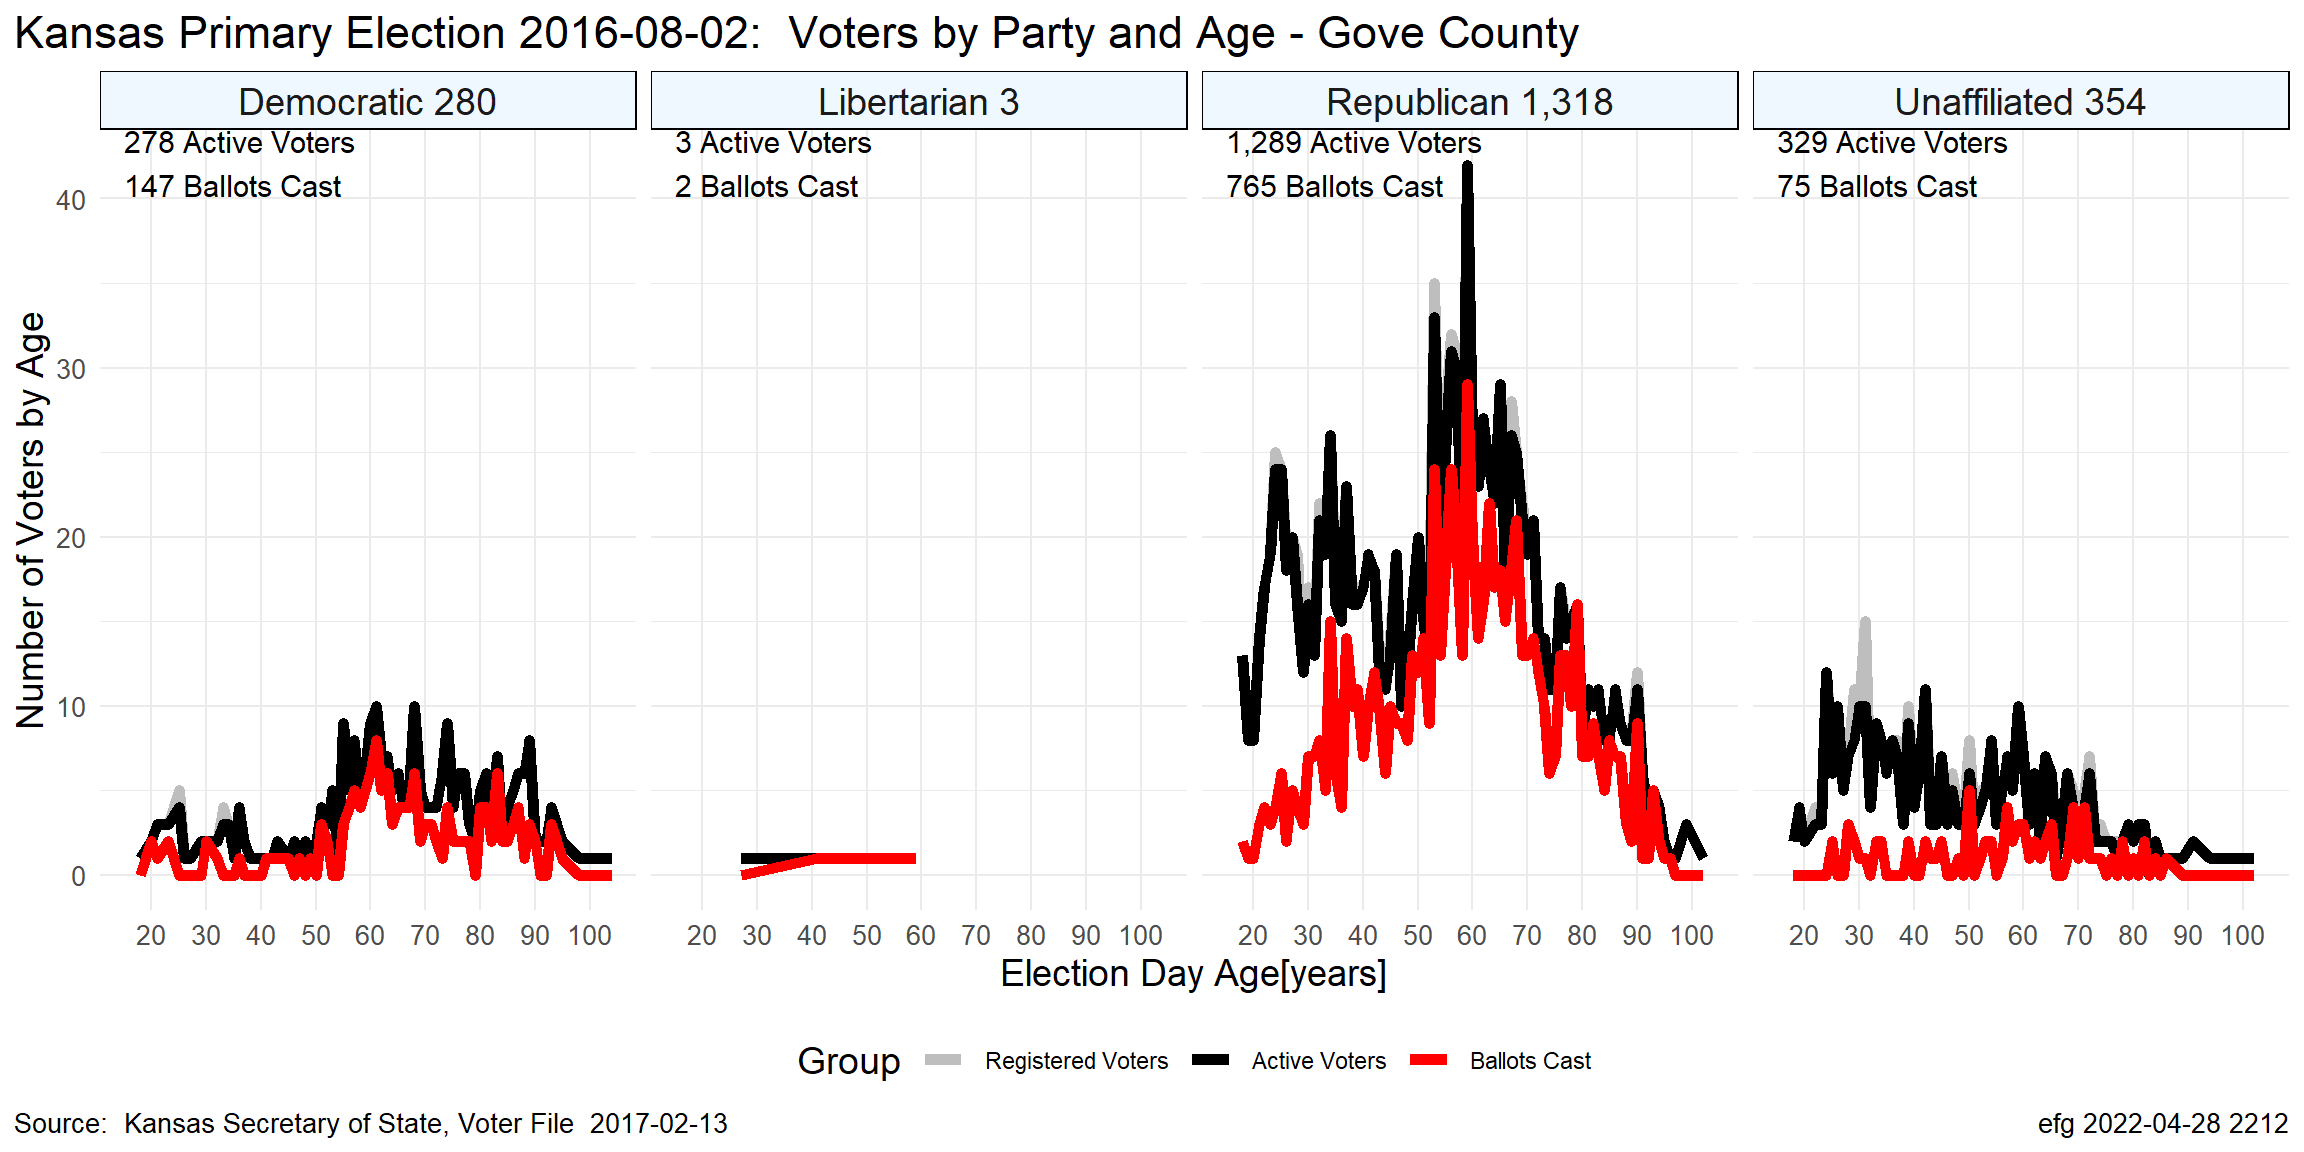 Kansas Primary Election 2016-08-02:  Voters by Party and Age - Gove County
Democratic 280
Libertarian 3
Republican 1,318
Unaffiliated 354
278 Active Voters
147 Ballots Cast
3 Active Voters
2 Ballots Cast
1,289 Active Voters
765 Ballots Cast
329 Active Voters
75 Ballots Cast
Number of Voters by Age
40
30
20
10
0
20 30 40 50 60 70 80 90 100
20 30 40 50 60 70 80 90 100
20 30 40 50 60 70 80 90 100
20 30 40 50 60 70 80 90 100
Election Day Age[years]
Group Registered Voters Active Voters Ballots Cast
Source:  Kansas Secretary of State, Voter File  2017-02-13
efg 2022-04-28 2212